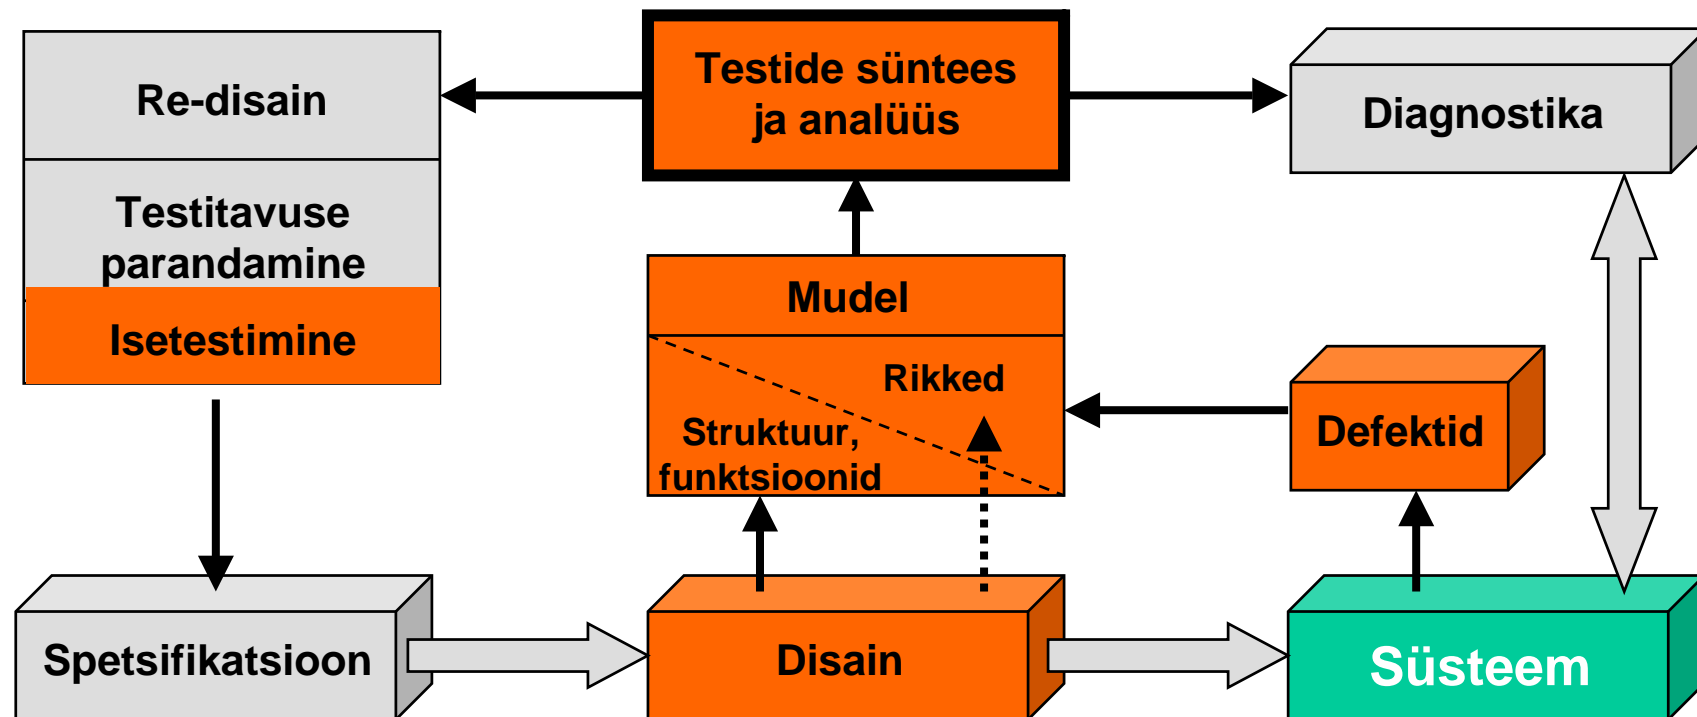 Re-disain
Testitavuse
parandamine
Isetestimine
Testide süntees
ja analüüs
Diagnostika
Mudel
Rikked
Struktuur,
funktsioonid
Defektid
Spetsifikatsioon
Disain
Süsteem